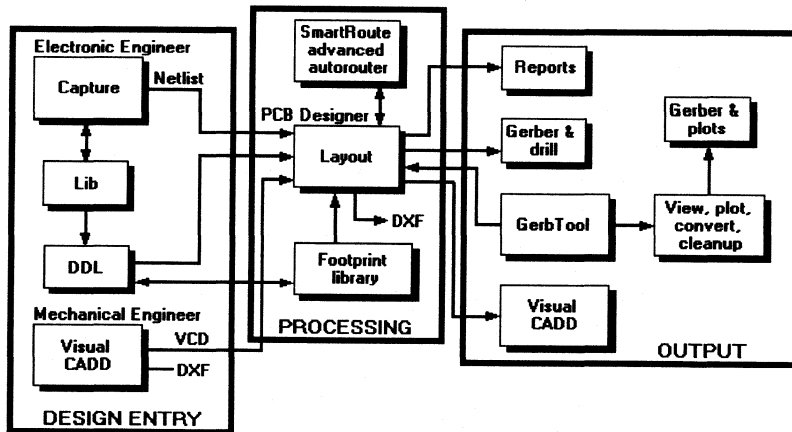 Electronic Engineer
Capture
Netlist
Lib
DDL
Mechanical Engineer
Visual
CADD
VCD
DXF
DESIGN ENTRY
SmartRoute
advanced
autorouter
PCB Designer
Layout
DXF
Footprint
library
PROCESSING
Reports
Gerber &
drill
GerbTool
Visual
CADD
Gerber &
plots
View, plot,
convert,
cleanup
OUTPUT